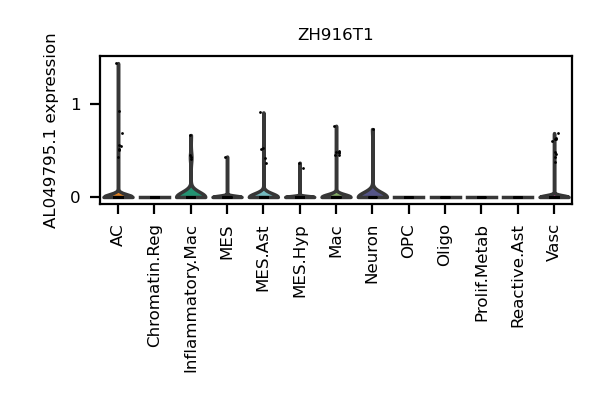 ZH916T1
AL049795.1 expression
1
0
AC
Chromatin.Reg
Inflammatory.Mac
MES
MES.Ast
MES.Hyp
Mac
Neuron
OPC
Oligo
Prolif.Metab
Reactive.Ast
Vasc